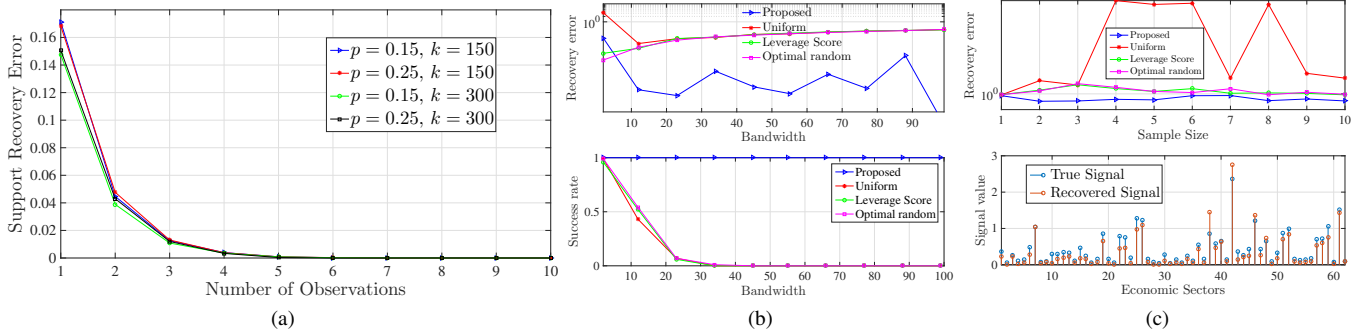 Support Recovery Error
0.16
0.14
0.12
0.1
0.08
0.06
0.04
0.02
0
1 2 3 4 5 6 7 8 9 10
Number of Observations
p = 0.15, k = 150
p = 0.25, k = 150
p = 0.15, k = 300
p = 0.25, k = 300
(a)
Recovery error
10⁰
Proposed
Uniform
Leverage Score
Optimal random
10 20 30 40 50 60 70 80 90
Bandwidth
Success rate
1
0.5
0
Proposed
Uniform
Leverage Score
Optimal random
10 20 30 40 50 60 70 80 90 100
Bandwidth
(b)
Recovery error
10⁰
Proposed
Uniform
Leverage Score
Optimal random
1 2 3 4 5 6 7 8 9 10
Sample Size
Signal value
3
2
1
0
True Signal
Recovered Signal
10 20 30 40 50 60
Economic Sectors
(c)